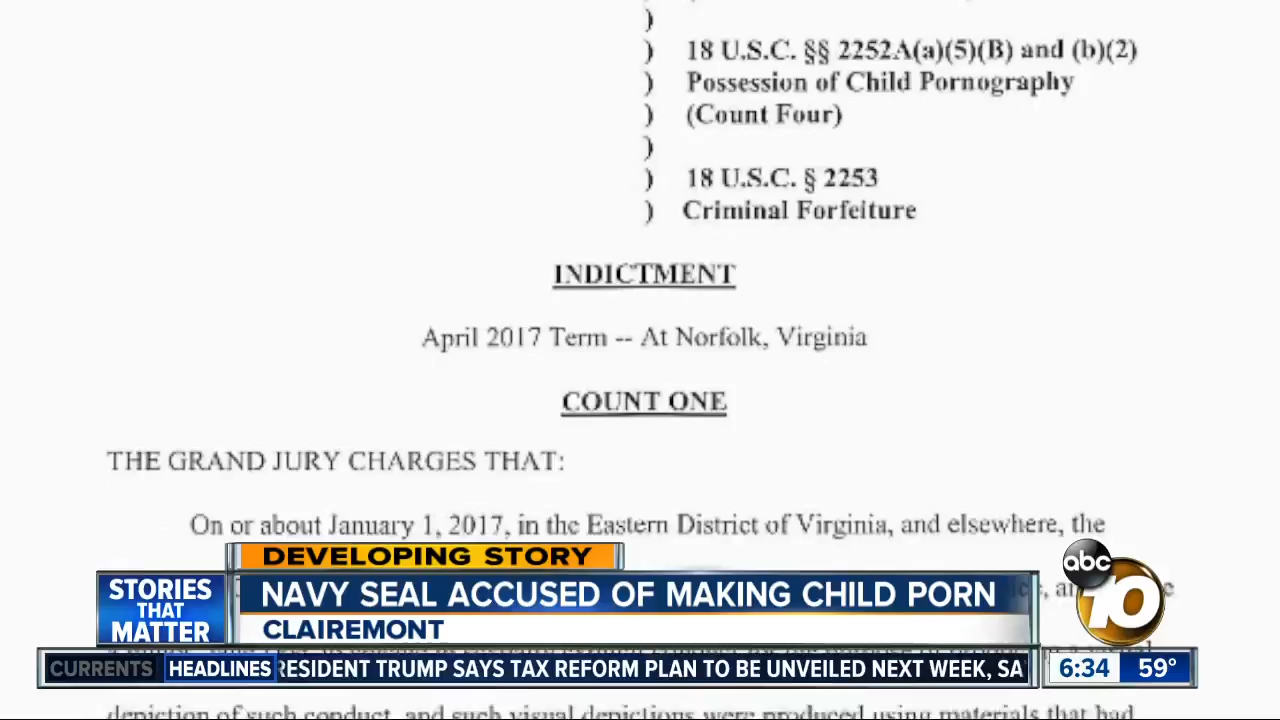 )
) 18 U.S.C. §§ 2252A(a)(5)(B) and (b)(2)
) Possession of Child Pornography
) (Count Four)
)
) 18 U.S.C. § 2253
) Criminal Forfeiture
INDICTMENT
April 2017 Term -- At Norfolk, Virginia
COUNT ONE
THE GRAND JURY CHARGES THAT:
On or about January 1, 2017, in the Eastern District of Virginia, and elsewhere, the
DEVELOPING STORY
STORIES THAT MATTER
NAVY SEAL ACCUSED OF MAKING CHILD PORN
CLAIREMONT
abc 10
CURRENTS HEADLINES RESIDENT TRUMP SAYS TAX REFORM PLAN TO BE UNVEILED NEXT WEEK, SA 6:34 59°
depiction of such conduct, and such visual depictions were produced using materials that had